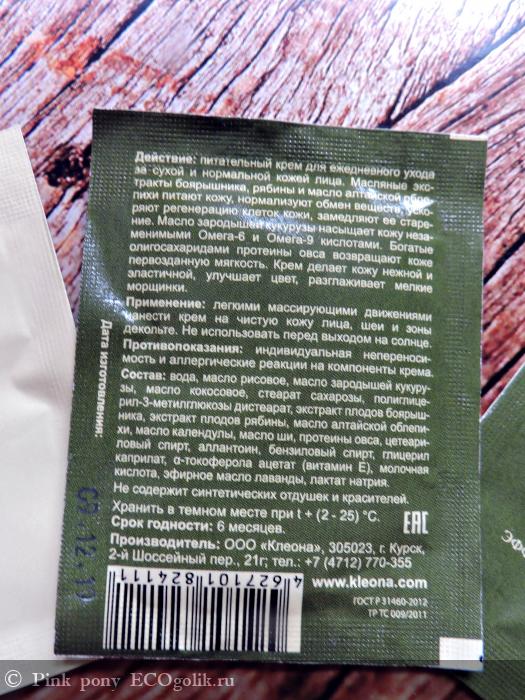 Действие: питательный крем для ежедневного ухода
за сухой и нормальной кожей лица. Масляные экс-
тракты боярышника, рябины и масло алтайской обле-
пихи питают кожу, нормализуют обмен веществ, уско-
ряют регенерацию клеток кожи, замедляют ее старе-
ние. Масло зародышей кукурузы насыщает кожу неза-
менимыми Омега-6 и Омега-9 кислотами. Богатые
олигосахаридами протеины овса возвращают коже
первозданную мягкость. Крем делает кожу нежной и
эластичной, улучшает цвет, разглаживает мелкие
морщинки.
Применение: легкими массирующими движениями
нанести крем на чистую кожу лица, шеи и зоны
декольте. Не использовать перед выходом на солнце.
Противопоказания: индивидуальная непереноси-
мость и аллергические реакции на компоненты крема.
Состав: вода, масло рисовое, масло зародышей кукуру-
зы, масло кокосовое, стеарат сахарозы, полиглице-
рил-3-метилглюкозы дистеарат, экстракт плодов боярыш-
ника, экстракт плодов рябины, масло алтайской облепи-
хи, масло календулы, масло ши, протеины овса, цетеари-
ловый спирт, аллантоин, бензиловый спирт, глицерил
каприлат, α-токоферола ацетат (витамин Е), молочная
кислота, эфирное масло лаванды, лактат натрия.
Не содержит синтетических отдушек и красителей.
Хранить в темном месте при t + (2 - 25) °C.
Срок годности: 6 месяцев.
EAC
Производитель: ООО «Клеона», 305023, г. Курск,
2-й Шоссейный пер., 21г; тел.: +7 (4712) 770-355
www.kleona.com
ГОСТ Р 31460-2012
ТР ТС 009/2011
4 627101 824111
Дата изготовления:
© Pink pony ECOgolik.ru